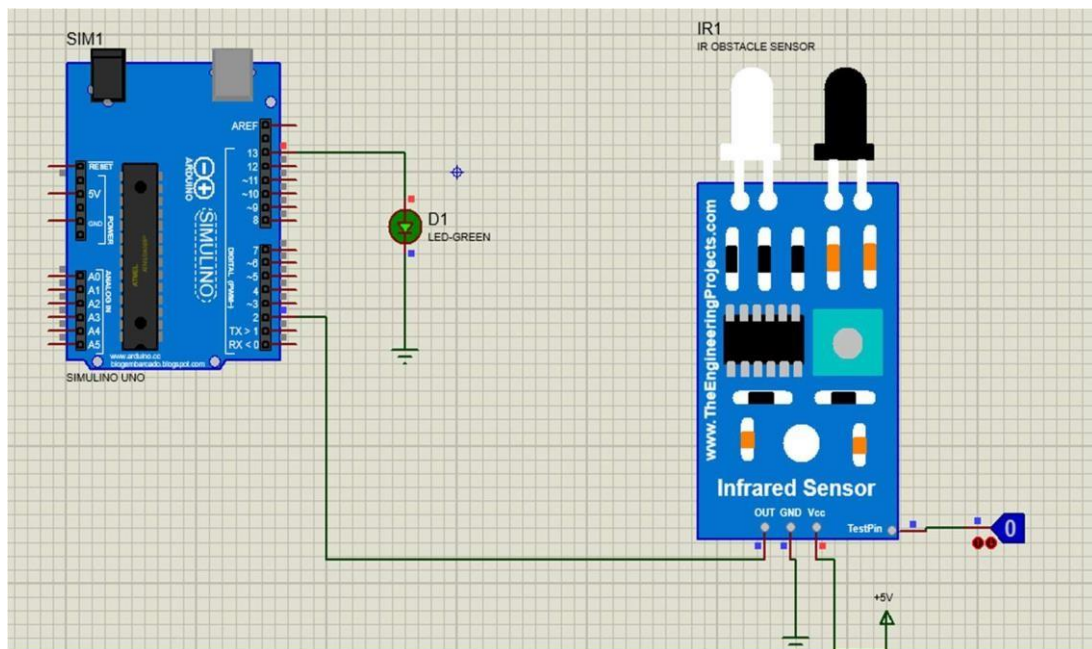 SIM1
AREF
13
12
~11
~10
~9
8
7
~6
~5
4
~3
2
TX > 1
RX < 0
RESET
5V
GND
POWER
A0
A1
A2
A3
A4
A5
ANALOG IN
ATMEL
ARDUINO
SIMULINO
DIGITAL (PWM~)
www.arduino.cc
blogembarcado.blogspot.com
SIMULINO UNO
D1
LED-GREEN
IR1
IR OBSTACLE SENSOR
www.TheEngineeringProjects.com
Infrared Sensor
OUT GND Vcc
TestPin
0
+5V